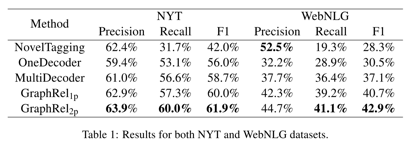 Method NYT WebNLG
Precision Recall F1 Precision Recall F1
NovelTagging 62.4% 31.7% 42.0% 52.5% 19.3% 28.3%
OneDecoder 59.4% 53.1% 56.0% 32.2% 28.9% 30.5%
MultiDecoder 61.0% 56.6% 58.7% 37.7% 36.4% 37.1%
GraphRel1p 62.9% 57.3% 60.0% 42.3% 39.2% 40.7%
GraphRel2p 63.9% 60.0% 61.9% 44.7% 41.1% 42.9%
Table 1: Results for both NYT and WebNLG datasets.